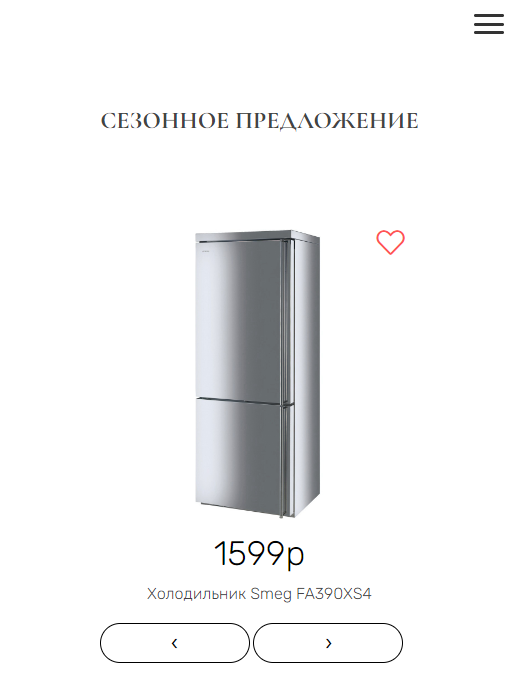 СЕЗОННОЕ ПРЕДЛОЖЕНИЕ
1599р
Холодильник Smeg FA390XS4
‹ ›